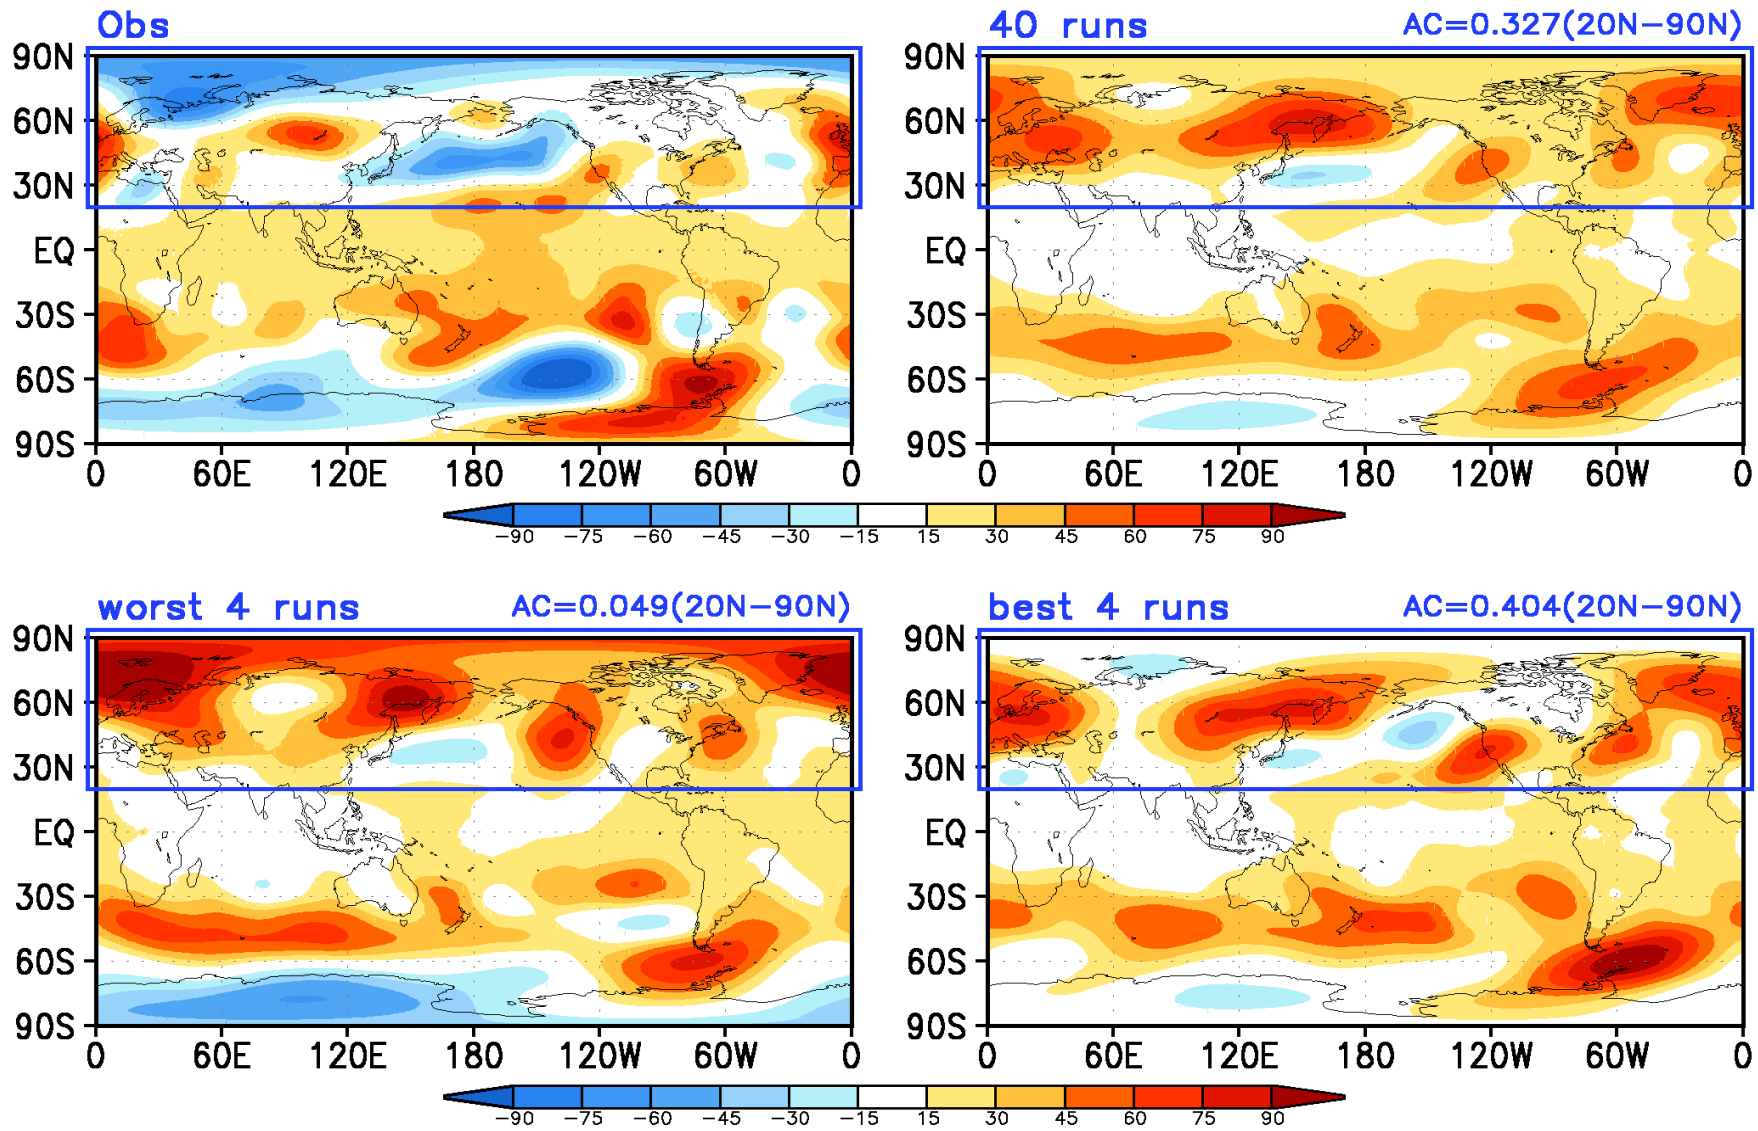 Obs
40 runs AC=0.327(20N−90N)
90N 90N
60N 60N
30N 30N
EQ EQ
30S 30S
60S 60S
90S 90S
0 60E 120E 180 120W 60W 0 0 60E 120E 180 120W 60W 0
−90 −75 −60 −45 −30 −15 15 30 45 60 75 90
worst 4 runs AC=0.049(20N−90N) best 4 runs AC=0.404(20N−90N)
90N 90N
60N 60N
30N 30N
EQ EQ
30S 30S
60S 60S
90S 90S
0 60E 120E 180 120W 60W 0 0 60E 120E 180 120W 60W 0
−90 −75 −60 −45 −30 −15 15 30 45 60 75 90